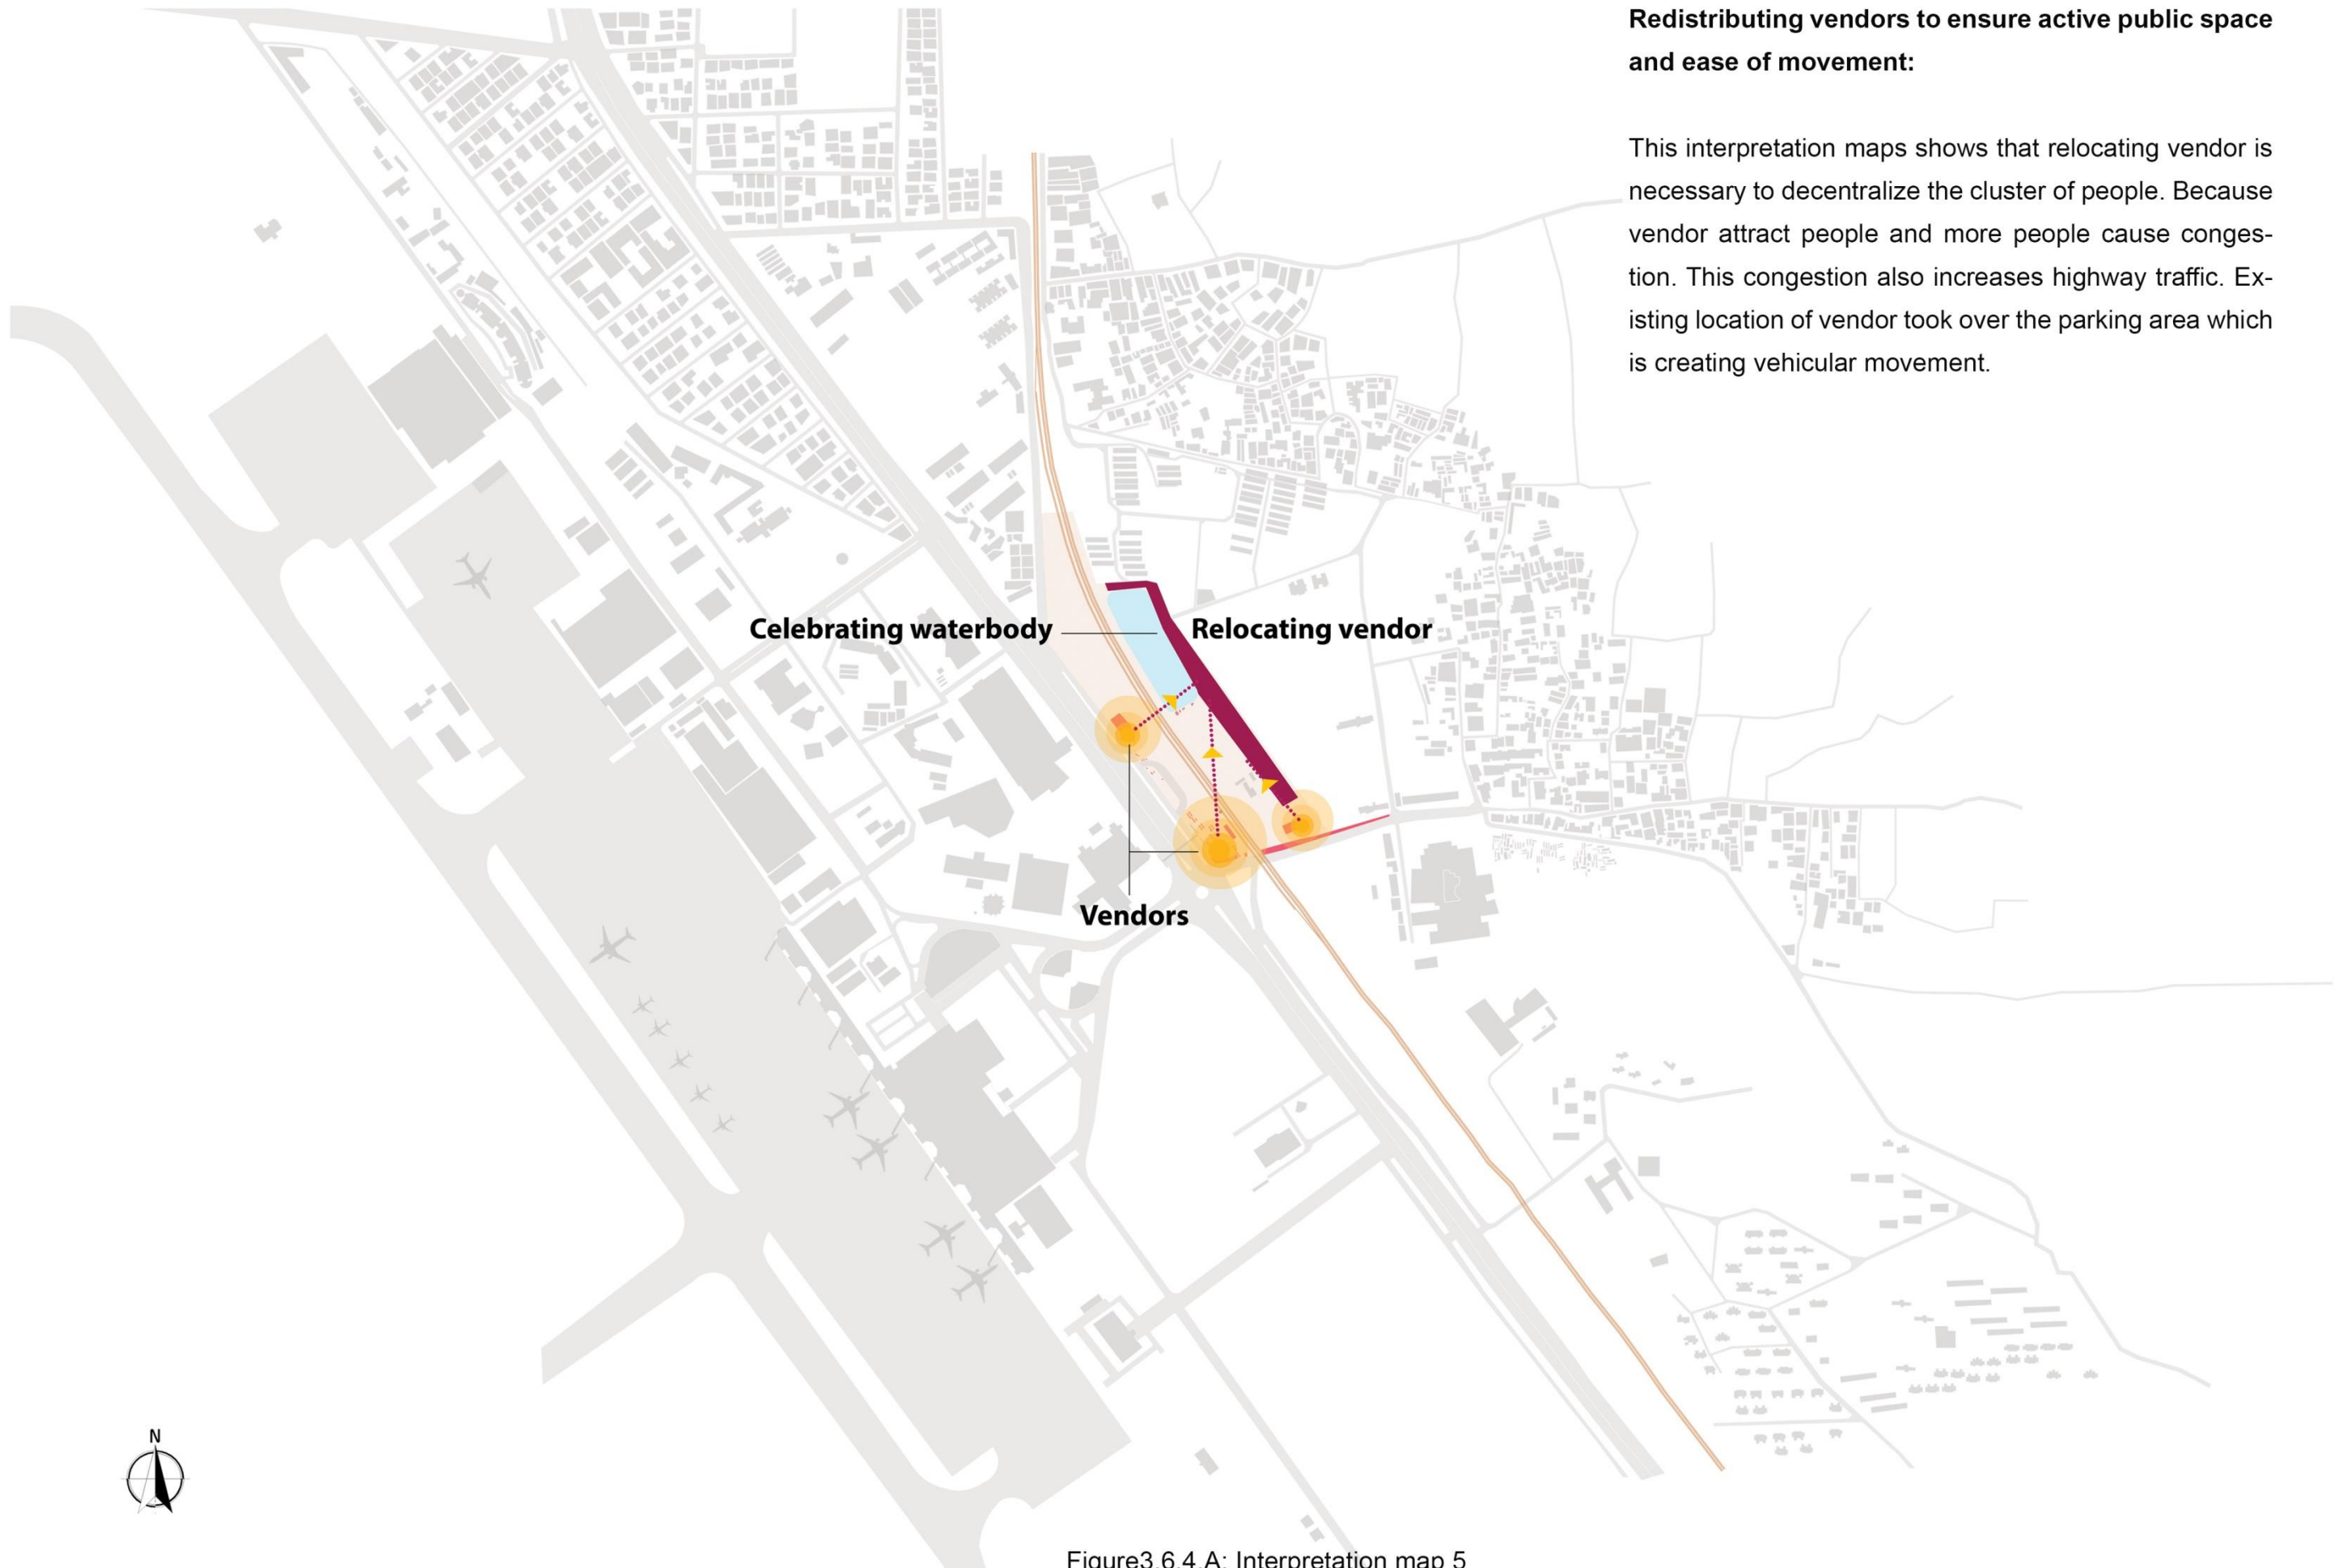 Redistributing vendors to ensure active public space
and ease of movement:
This interpretation maps shows that relocating vendor is
necessary to decentralize the cluster of people. Because
vendor attract people and more people cause conges-
tion. This congestion also increases highway traffic. Ex-
isting location of vendor took over the parking area which
is creating vehicular movement.
Celebrating waterbody
Relocating vendor
Vendors
N
Figure3.6.4.A: Interpretation map 5